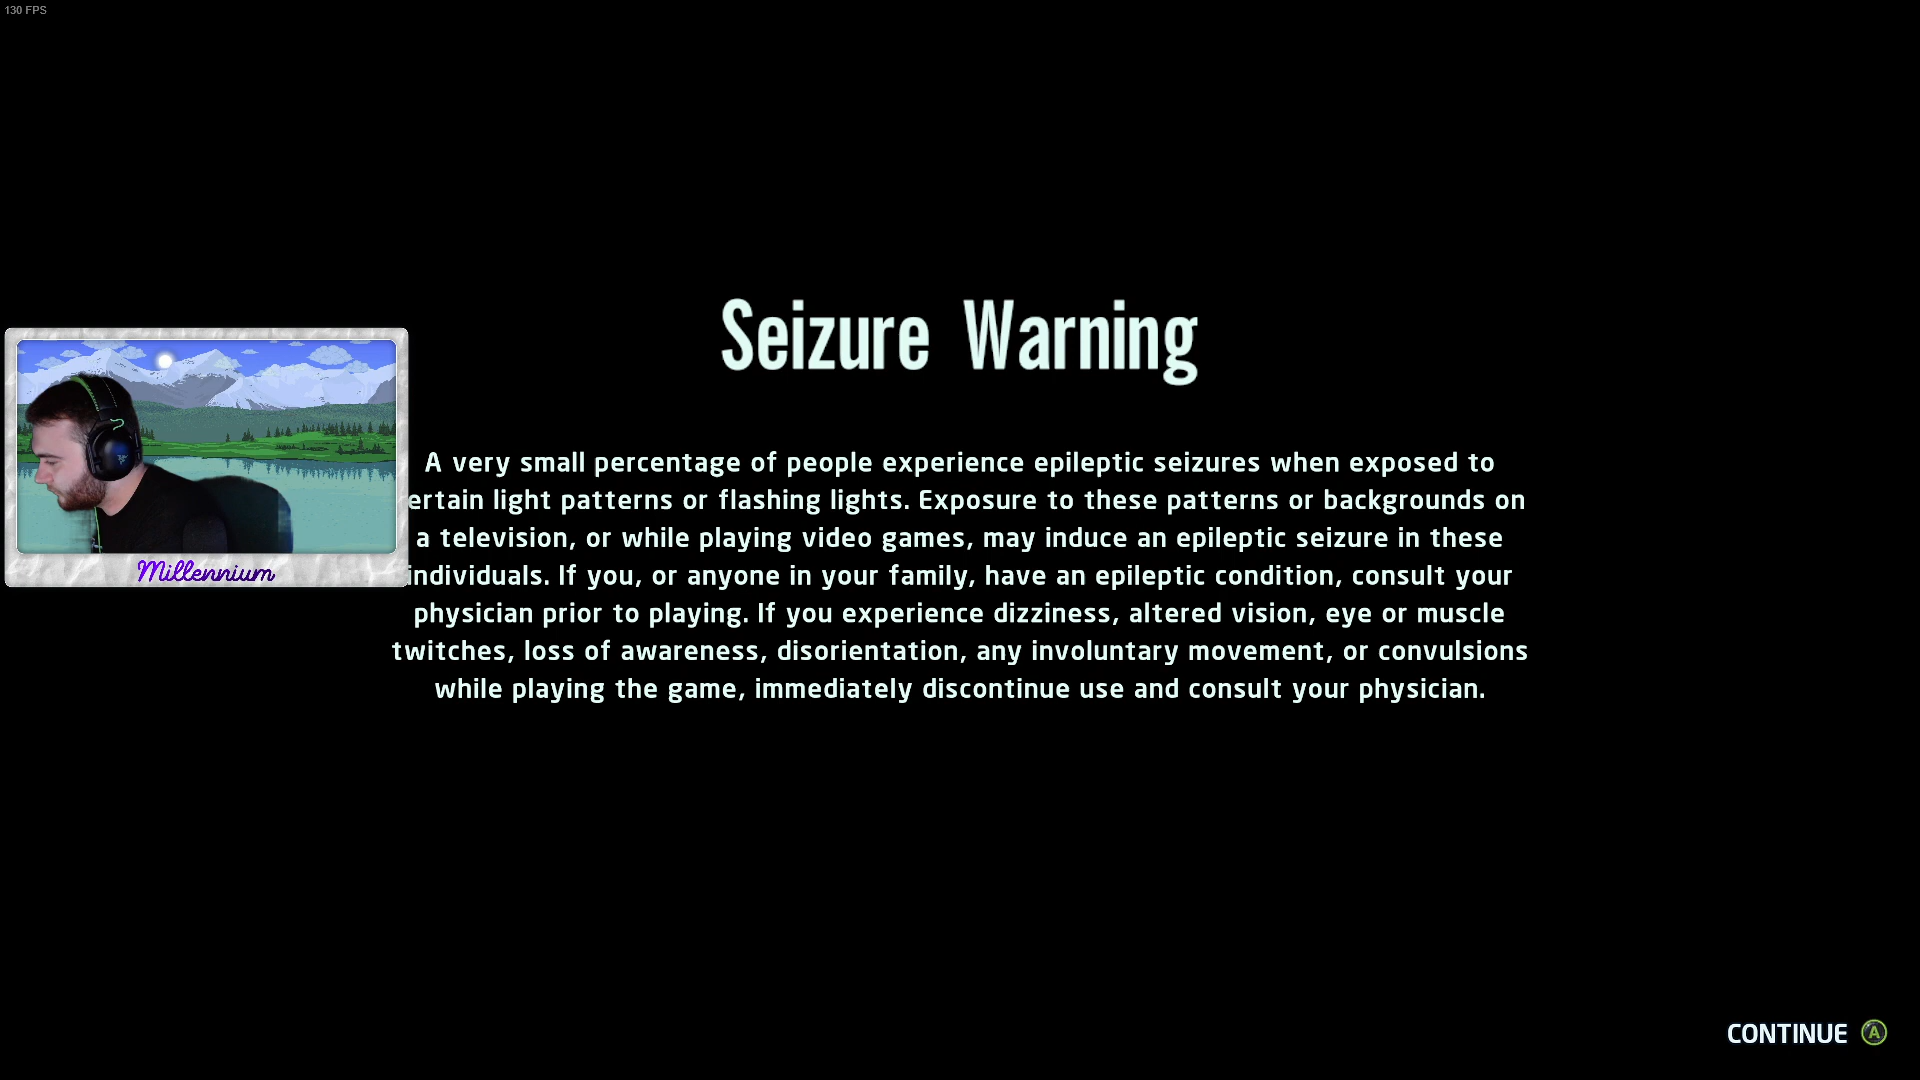 130 FPS
Seizure Warning
A very small percentage of people experience epileptic seizures when exposed to
ertain light patterns or flashing lights. Exposure to these patterns or backgrounds on
a television, or while playing video games, may induce an epileptic seizure in these
individuals. If you, or anyone in your family, have an epileptic condition, consult your
physician prior to playing. If you experience dizziness, altered vision, eye or muscle
twitches, loss of awareness, disorientation, any involuntary movement, or convulsions
while playing the game, immediately discontinue use and consult your physician.
Millennium
CONTINUE A